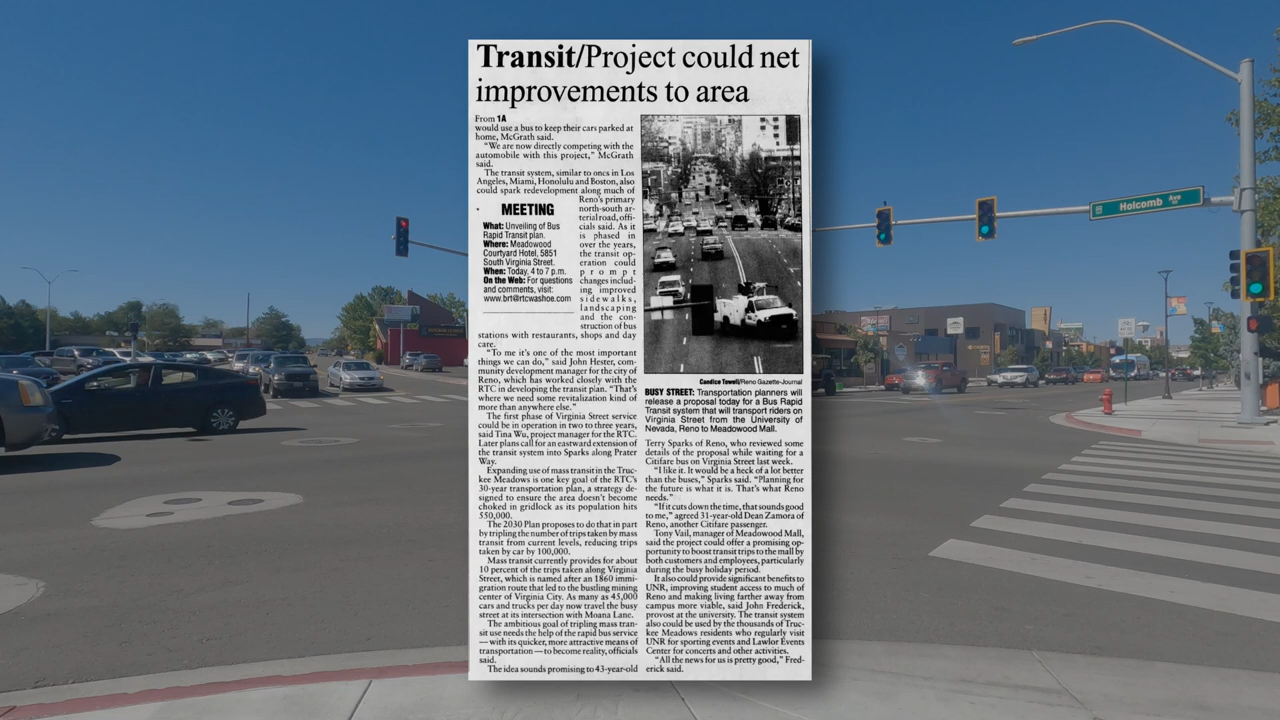 Transit/Project could net
improvements to area
From 1A
would use a bus to keep their cars parked at
home, McGrath said.
“We are now directly competing with the
automobile with this project,” McGrath
said.
The transit system, similar to ones in Los
Angeles, Miami, Honolulu and Boston, also
could spark redevelopment along much of
Reno's primary
north-south ar-
terial road, offi-
cials said. As it
is phased in
over the years,
the transit op-
eration could
prompt
changes includ-
ing improved
sidewalks,
landscaping
and the con-
struction of bus
MEETING
What: Unveiling of Bus
Rapid Transit plan.
Where: Meadowood
Courtyard Hotel, 5851
South Virginia Street.
When: Today, 4 to 7 p.m.
On the Web: For questions
and comments, visit:
www.brt@rtcwashoe.com
stations with restaurants, shops and day
care.
“To me it's one of the most important
things we can do,” said John Hester, com-
munity development manager for the city of
Reno, which has worked closely with the
RTC in developing the transit plan. “That's
where we need some revitalization kind of
more than anywhere else.”
The first phase of Virginia Street service
could be in operation in two to three years,
said Tina Wu, project manager for the RTC.
Later plans call for an eastward extension of
the transit system into Sparks along Prater
Way.
Expanding use of mass transit in the Truc-
kee Meadows is one key goal of the RTC's
30-year transportation plan, a strategy de-
signed to ensure the area doesn't become
choked in gridlock as its population hits
550,000.
The 2030 Plan proposes to do that in part
by tripling the number of trips taken by mass
transit from current levels, reducing trips
taken by car by 100,000.
Mass transit currently provides for about
10 percent of the trips taken along Virginia
Street, which is named after an 1860 immi-
gration route that led to the bustling mining
center of Virginia City. As many as 45,000
cars and trucks per day now travel the busy
street at its intersection with Moana Lane.
The ambitious goal of tripling mass tran-
sit use needs the help of the rapid bus service
— with its quicker, more attractive means of
transportation — to become reality, officials
said.
The idea sounds promising to 43-year-old
Candice Towell/Reno Gazette-Journal
BUSY STREET: Transportation planners will
release a proposal today for a Bus Rapid
Transit system that will transport riders on
Virginia Street from the University of
Nevada, Reno to Meadowood Mall.
Terry Sparks of Reno, who reviewed some
details of the proposal while waiting for a
Citifare bus on Virginia Street last week.
“I like it. It would be a heck of a lot better
than the buses,” Sparks said. “Planning for
the future is what it is. That's what Reno
needs.”
“If it cuts down the time, that sounds good
to me,” agreed 31-year-old Dean Zamora of
Reno, another Citifare passenger.
Tony Vail, manager of Meadowood Mall,
said the project could offer a promising op-
portunity to boost transit trips to the mall by
both customers and employees, particularly
during the busy holiday period.
It also could provide significant benefits to
UNR, improving student access to much of
Reno and making living farther away from
campus more viable, said John Frederick,
provost at the university. The transit system
also could be used by the thousands of Truc-
kee Meadows residents who regularly visit
UNR for sporting events and Lawlor Events
Center for concerts and other activities.
“All the news for us is pretty good,” Fred-
erick said.
Holcomb Ave